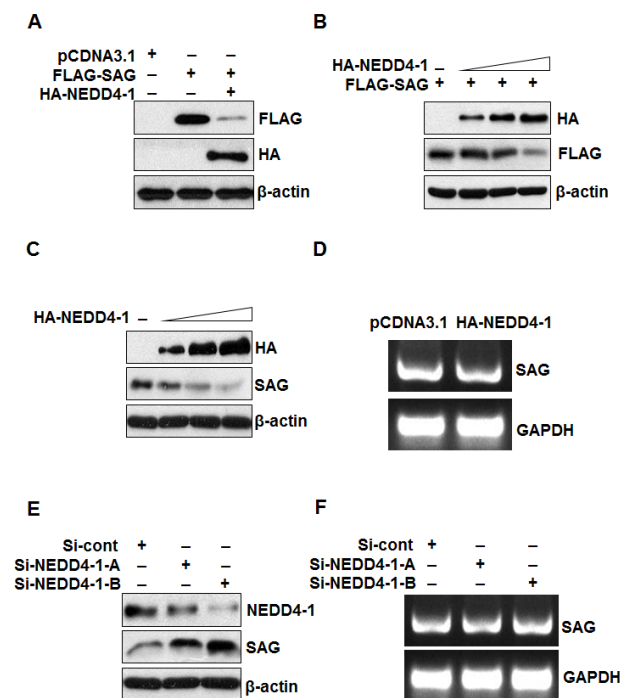 A
pCDNA3.1 + – –
FLAG-SAG – + +
HA-NEDD4-1 – – +
FLAG
HA
β-actin
B
HA-NEDD4-1 –
FLAG-SAG + + + +
HA
FLAG
β-actin
C
HA-NEDD4-1 –
HA
SAG
β-actin
D
pCDNA3.1 HA-NEDD4-1
SAG
GAPDH
E
Si-cont + – –
Si-NEDD4-1-A – + –
Si-NEDD4-1-B – – +
NEDD4-1
SAG
β-actin
F
Si-cont + – –
Si-NEDD4-1-A – + –
Si-NEDD4-1-B – – +
SAG
GAPDH